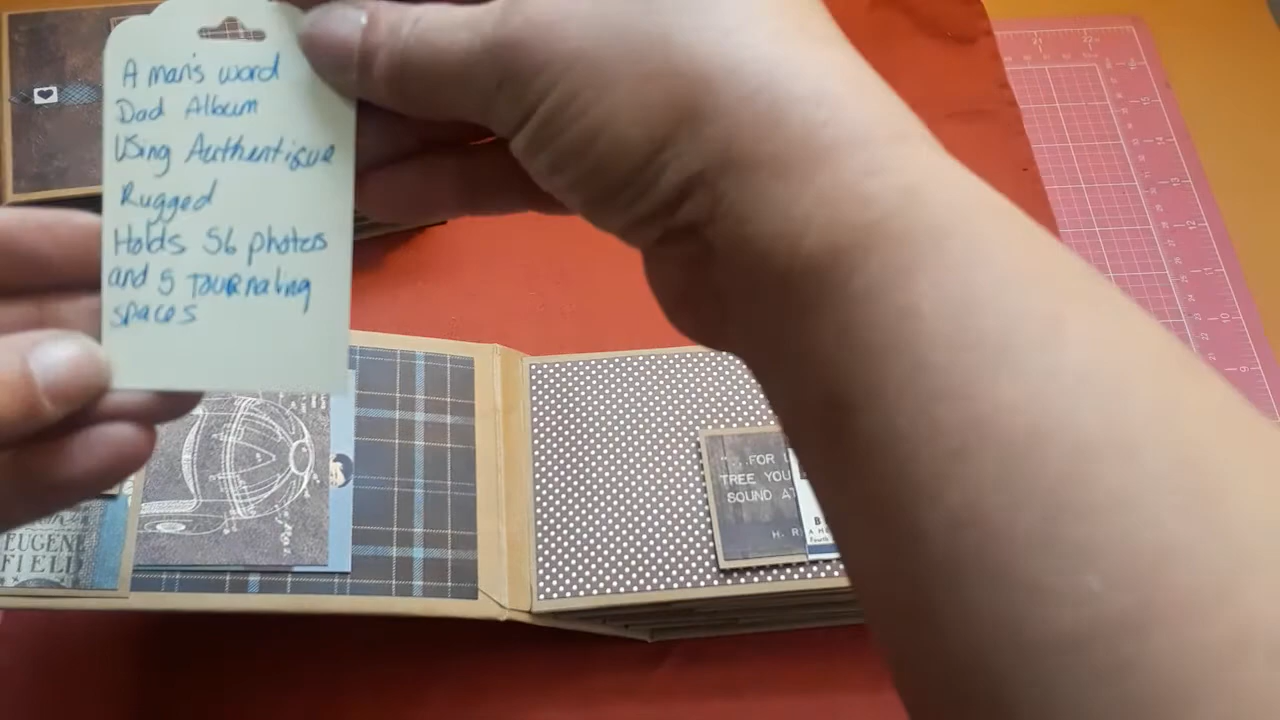 A man's word
Dad Album
Using Authentique
Rugged
Holds 56 photos
and 5 Journaling
spaces
EUGENE
FIELD
"...FOR
TREE YOU
SOUND AT
H. R